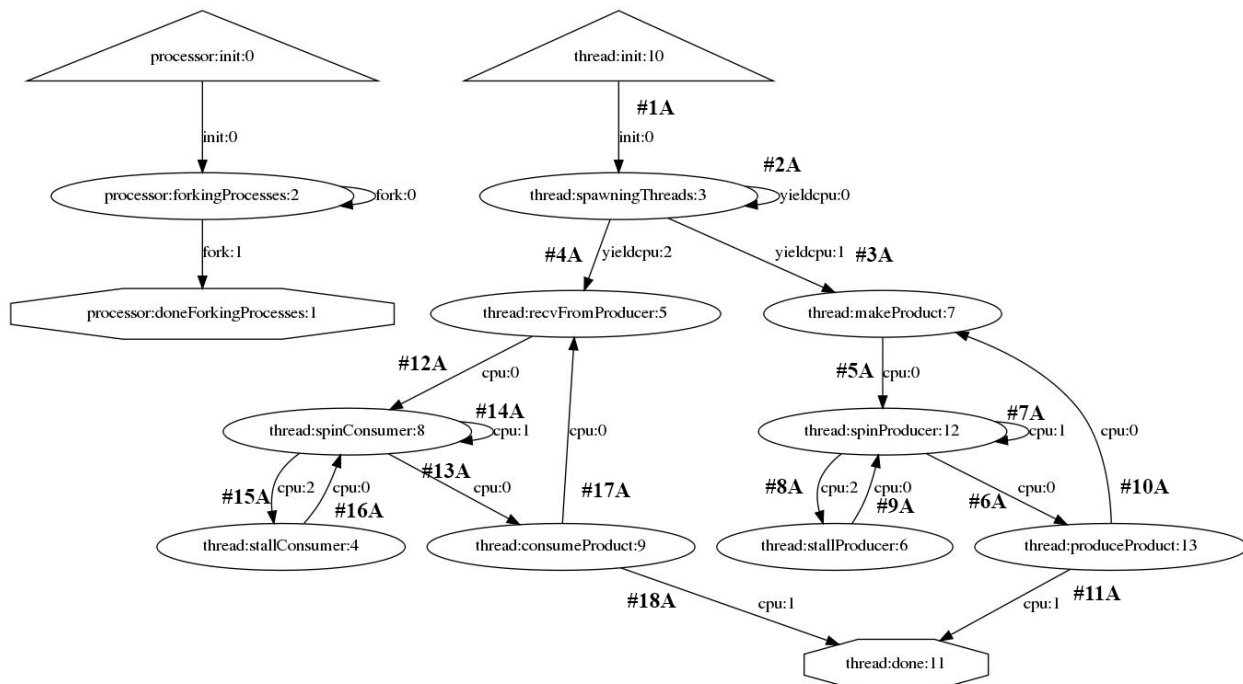 processor:init:0
thread:init:10
#1A
init:0
init:0
#2A
processor:forkingProcesses:2
fork:0
thread:spawningThreads:3
yieldcpu:0
fork:1
#4A
yieldcpu:2
yieldcpu:1
#3A
processor:doneForkingProcesses:1
thread:recvFromProducer:5
thread:makeProduct:7
#12A
cpu:0
#5A
cpu:0
#14A
#7A
thread:spinConsumer:8
cpu:1
thread:spinProducer:12
cpu:1
cpu:0
cpu:0
#15A
cpu:2
cpu:0
#16A
#13A
cpu:0
#17A
#8A
cpu:2
cpu:0
#9A
#6A
cpu:0
#10A
thread:stallConsumer:4
thread:consumeProduct:9
thread:stallProducer:6
thread:produceProduct:13
#18A
cpu:1
cpu:1
#11A
thread:done:11